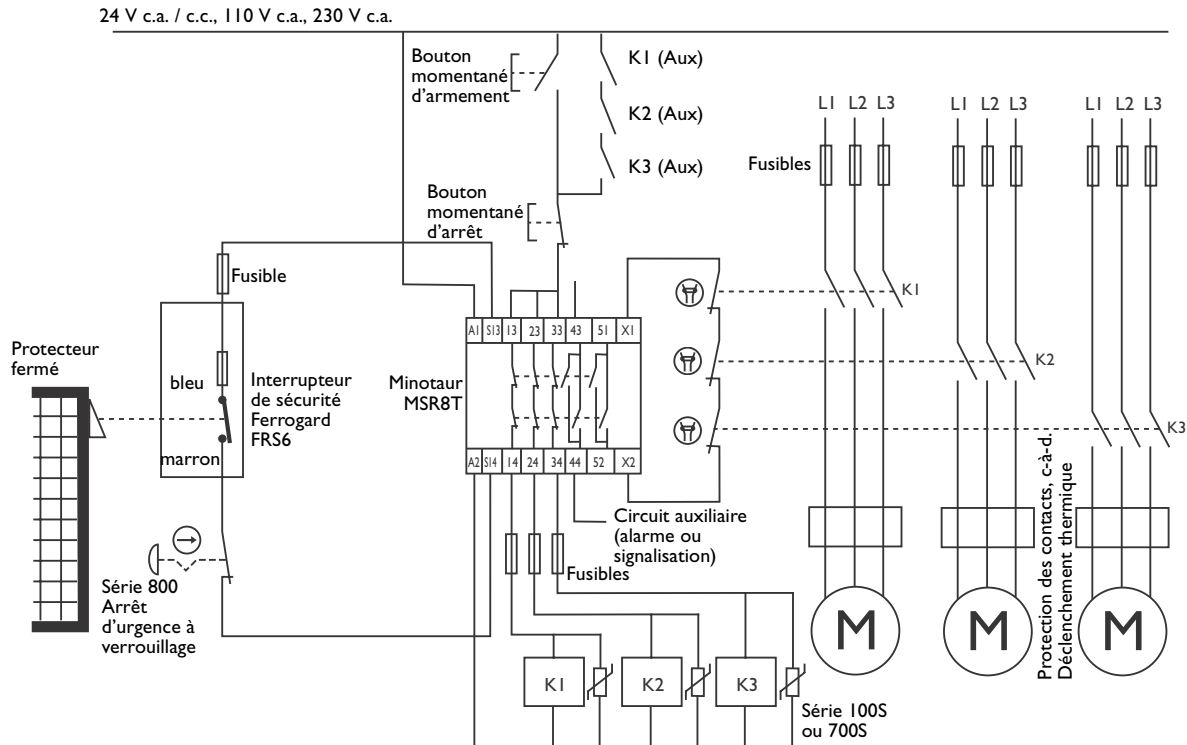 24 V c.a. / c.c., 110 V c.a., 230 V c.a.
Bouton
momentané
d'armement
K1 (Aux)
K2 (Aux)
K3 (Aux)
Bouton
momentané
d'arrêt
L1 L2 L3
L1 L2 L3
L1 L2 L3
Fusibles
Fusible
K1
K2
K3
Protecteur
fermé
bleu
marron
Interrupteur
de sécurité
Ferrogard
FRS6
Minotaur
MSR8T
A1 S13 13 23 33 43 51 X1
A2 S14 14 24 34 44 52 X2
Circuit auxiliaire
(alarme ou
signalisation)
Fusibles
Série 800
Arrêt
d'urgence à
verrouillage
K1
K2
K3
Série 100S
ou 700S
M
M
M
Protection des contacts, c-à-d.
Déclenchement thermique